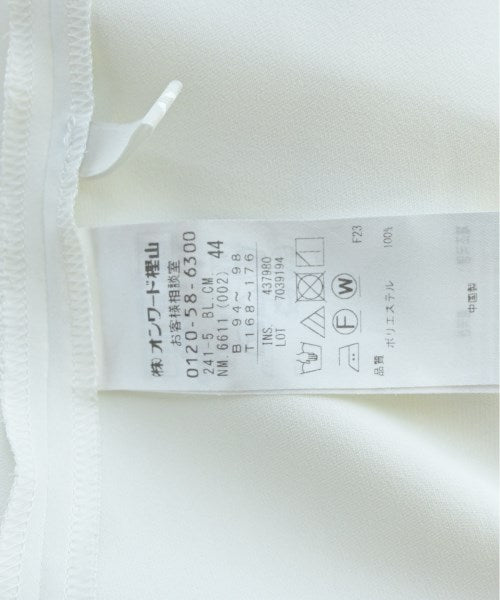 (株)オンワード樫山
お客様相談室
0120-58-6300
241-5 BL.CM
NM.6611(002) 44
B 94～98
T168～176
INS. 437980
LOT 7039194
F W
F23
品質 ポリエステル 100%
中国製